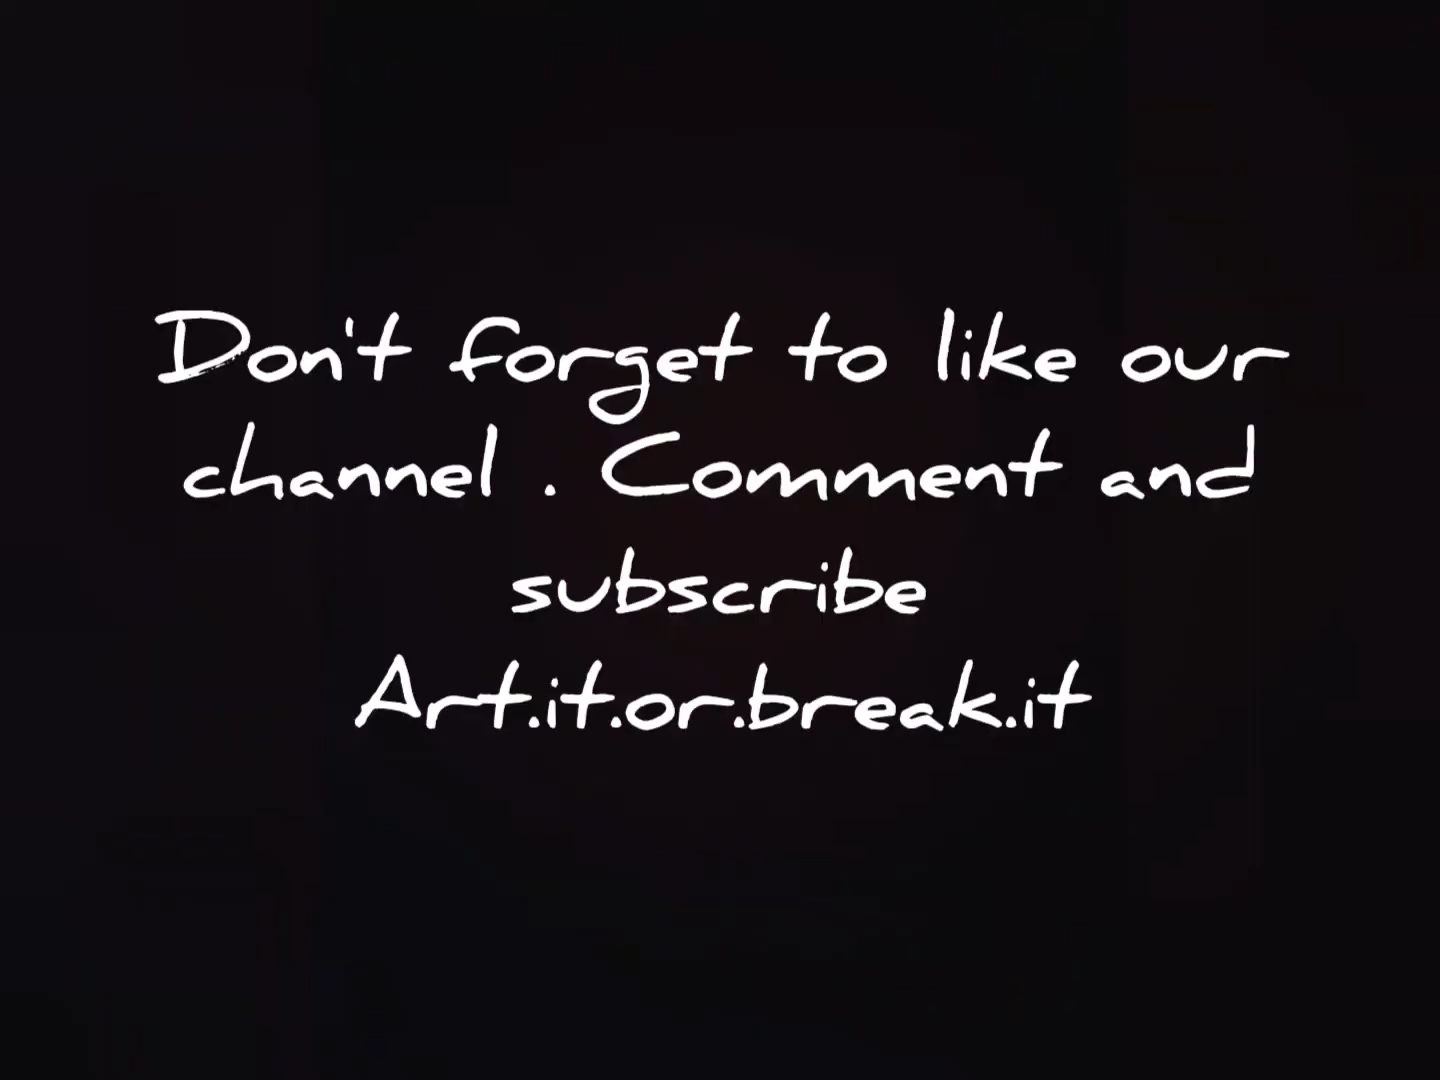 Don't forget to like our
channel . Comment and
subscribe
Art.it.or.break.it